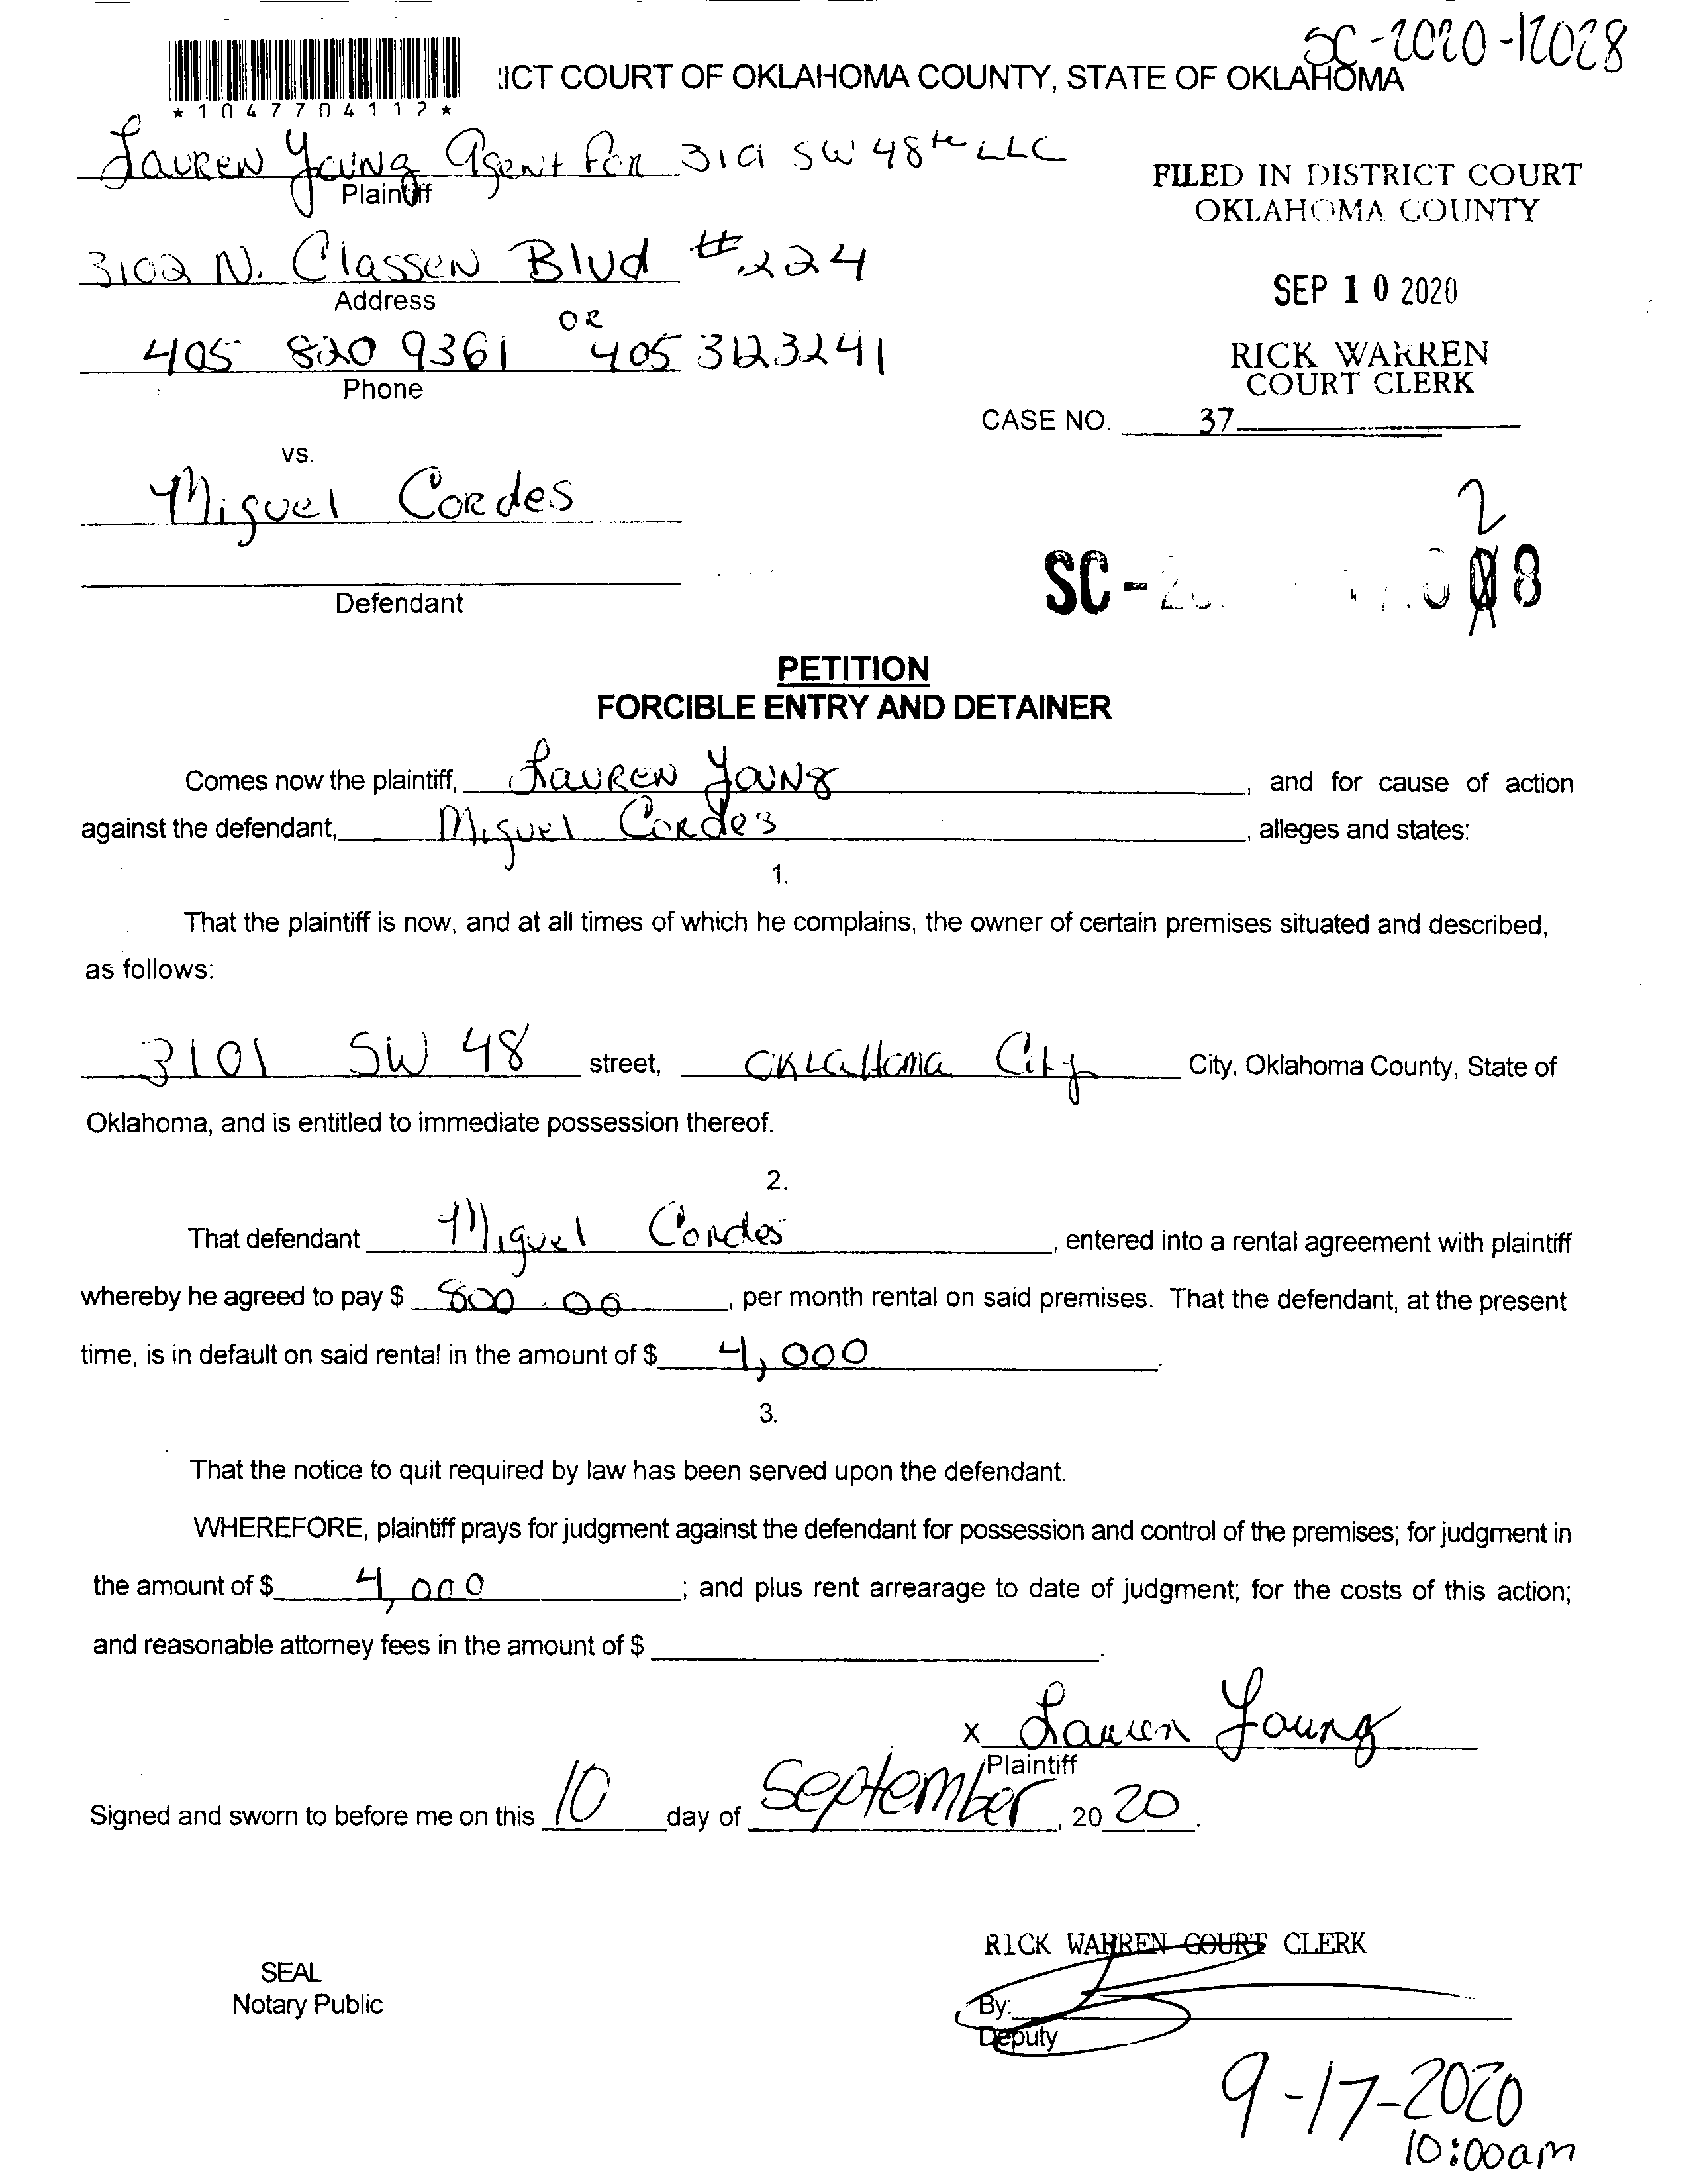 SC-2020-12028
ICT COURT OF OKLAHOMA COUNTY, STATE OF OKLAHOMA
*1047704112*
Lauren Young Agent For 3101 SW 48th LLC
Plaintiff
FILED IN DISTRICT COURT
OKLAHOMA COUNTY
3102 N. Classen Blvd #224
Address
SEP 10 2020
405 820 9361 OR 405 312 3241
Phone
RICK WARREN
COURT CLERK
CASE NO. 37
vs.
Miguel Cordes
2
SC-
8
Defendant
PETITION
FORCIBLE ENTRY AND DETAINER
Comes now the plaintiff, Lauren Young, and for cause of action
against the defendant, Miguel Cordes, alleges and states:
1.
That the plaintiff is now, and at all times of which he complains, the owner of certain premises situated and described,
as follows:
3101 SW 48 street, Oklahoma City City, Oklahoma County, State of
Oklahoma, and is entitled to immediate possession thereof.
2.
That defendant Miguel Cordes, entered into a rental agreement with plaintiff
whereby he agreed to pay $ 800.00, per month rental on said premises. That the defendant, at the present
time, is in default on said rental in the amount of $ 4,000.
3.
That the notice to quit required by law has been served upon the defendant.
WHEREFORE, plaintiff prays for judgment against the defendant for possession and control of the premises; for judgment in
the amount of $ 4,000; and plus rent arrearage to date of judgment; for the costs of this action;
and reasonable attorney fees in the amount of $.
x Lauren Young
Plaintiff
Signed and sworn to before me on this 10 day of September, 2020.
RICK WARREN COURT CLERK
SEAL
Notary Public
By:
Deputy
9-17-2020
10:00am